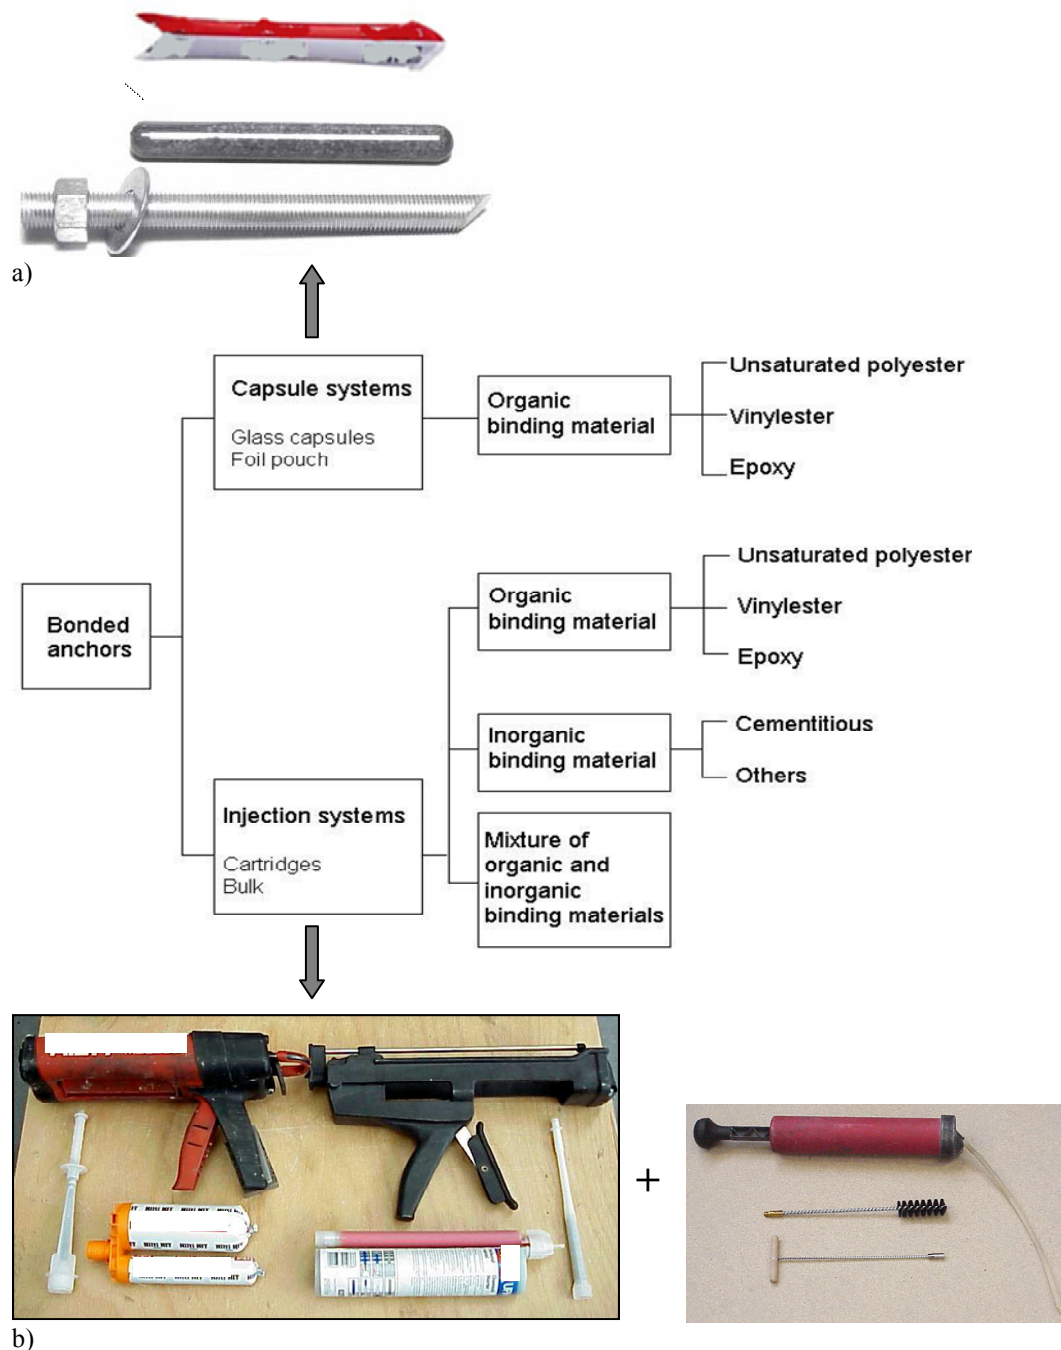 a)
Capsule systems
Glass capsules
Foil pouch
Organic
binding material
Unsaturated polyester
Vinylester
Epoxy
Bonded
anchors
Organic
binding material
Unsaturated polyester
Vinylester
Epoxy
Inorganic
binding material
Cementitious
Others
Injection systems
Cartridges
Bulk
Mixture of
organic and
inorganic
binding materials
+
b)